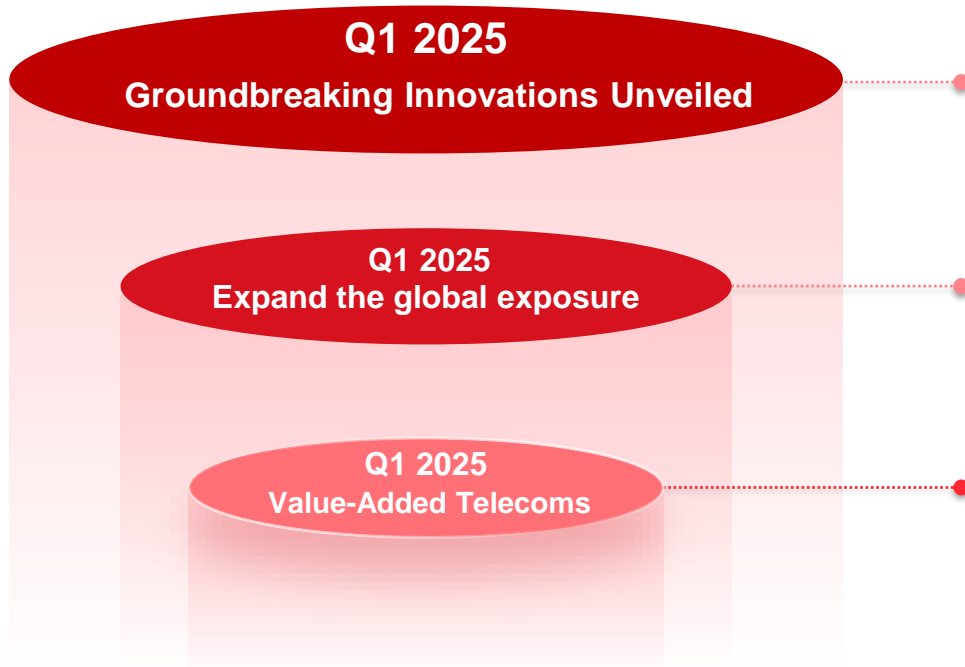 Q1 2025
Groundbreaking Innovations Unveiled
Q1 2025
Expand the global exposure
Q1 2025
Value-Added Telecoms